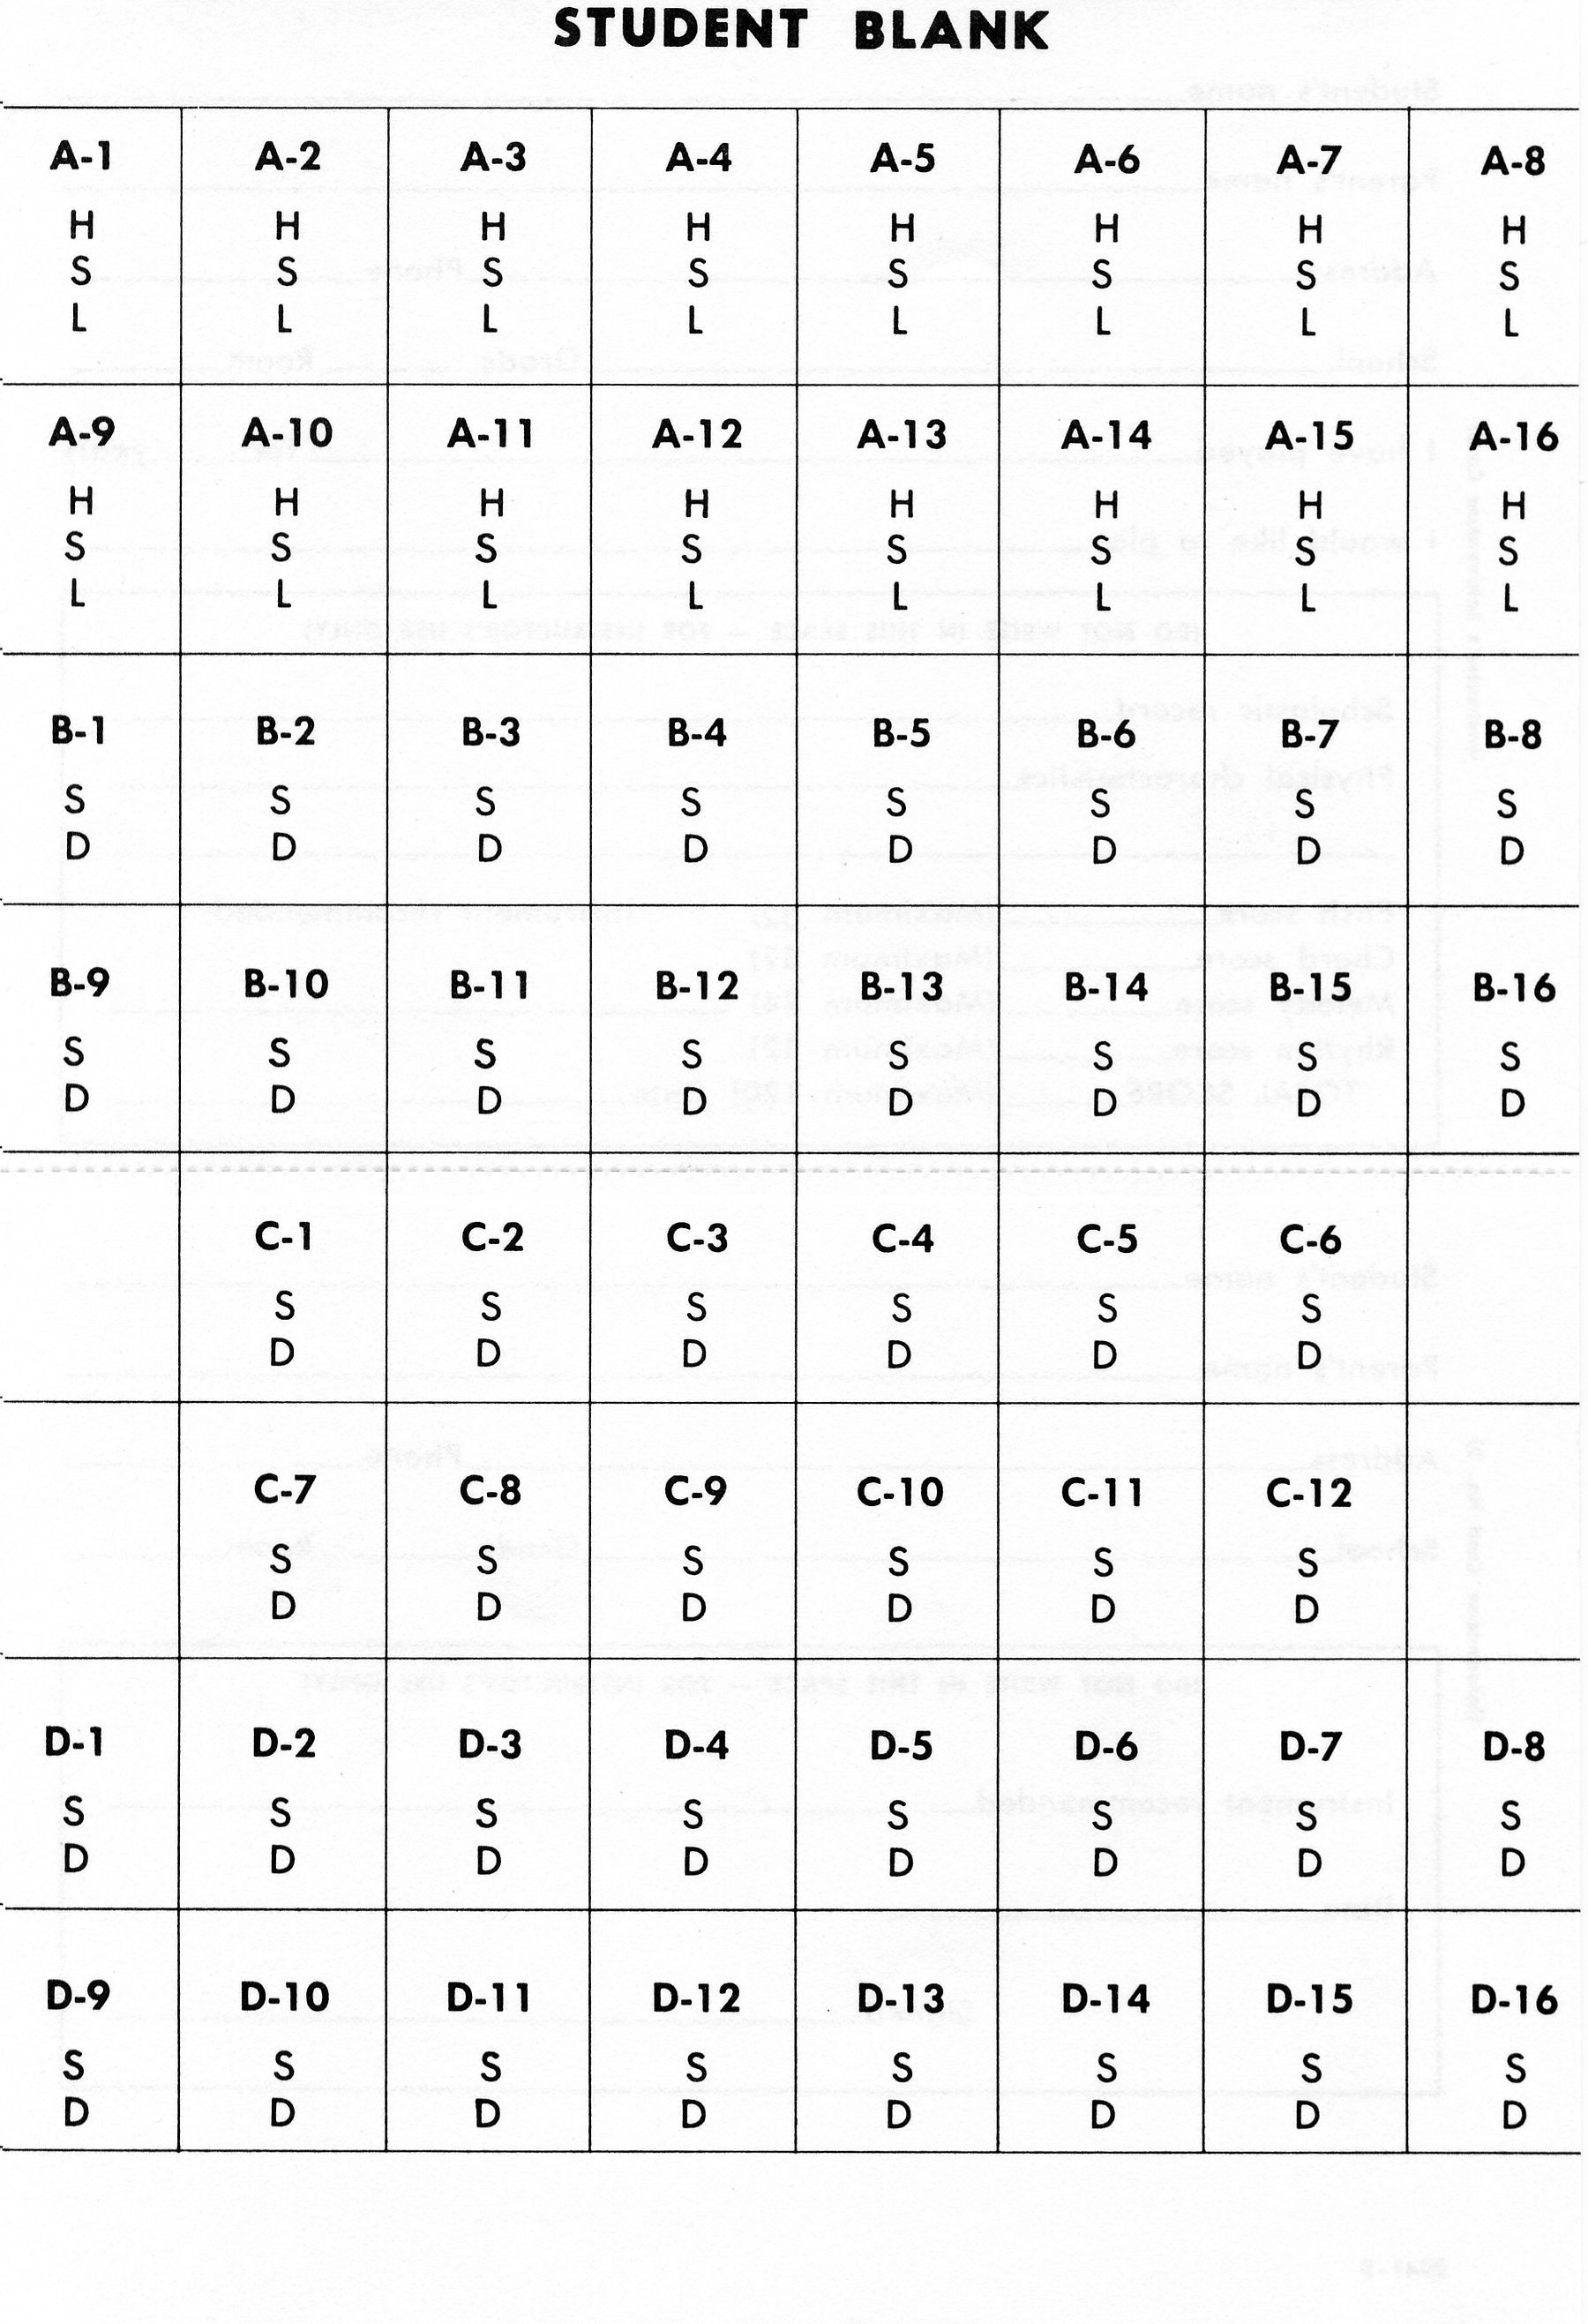 STUDENT BLANK
A-1 A-2 A-3 A-4 A-5 A-6 A-7 A-8
H H H H H H H H
S S S S S S S S
L L L L L L L L
A-9 A-10 A-11 A-12 A-13 A-14 A-15 A-16
H H H H H H H H
S S S S S S S S
L L L L L L L L
B-1 B-2 B-3 B-4 B-5 B-6 B-7 B-8
S S S S S S S S
D D D D D D D D
B-9 B-10 B-11 B-12 B-13 B-14 B-15 B-16
S S S S S S S S
D D D D D D D D
C-1 C-2 C-3 C-4 C-5 C-6
S S S S S S
D D D D D D
C-7 C-8 C-9 C-10 C-11 C-12
S S S S S S
D D D D D D
D-1 D-2 D-3 D-4 D-5 D-6 D-7 D-8
S S S S S S S S
D D D D D D D D
D-9 D-10 D-11 D-12 D-13 D-14 D-15 D-16
S S S S S S S S
D D D D D D D D